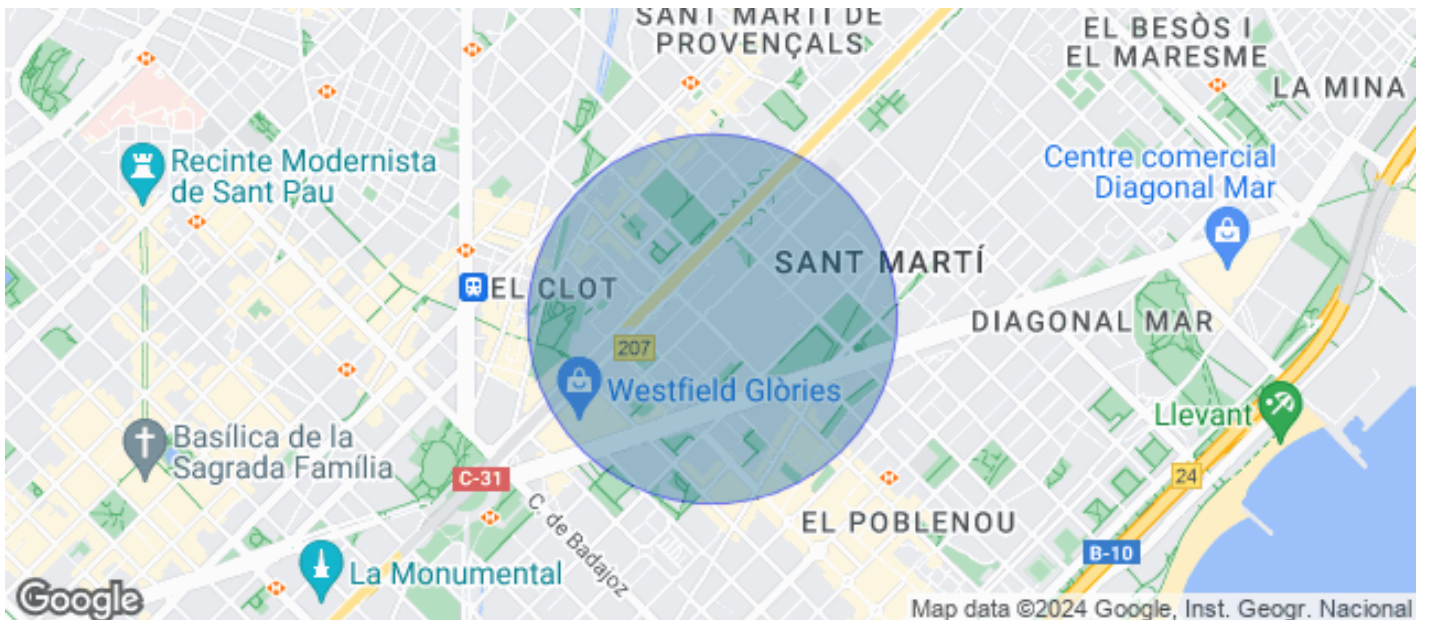 SANT MARTÍ DE
PROVENÇALS
EL BESÒS I
EL MARESME
LA MINA
Recinte Modernista
de Sant Pau
Centre comercial
Diagonal Mar
SANT MARTÍ
EL CLOT
DIAGONAL MAR
207
Westfield Glòries
Llevant
Basílica de la
Sagrada Família
C-31
24
C. de Badajoz
EL POBLENOU
B-10
La Monumental
Google
Map data ©2024 Google, Inst. Geogr. Nacional